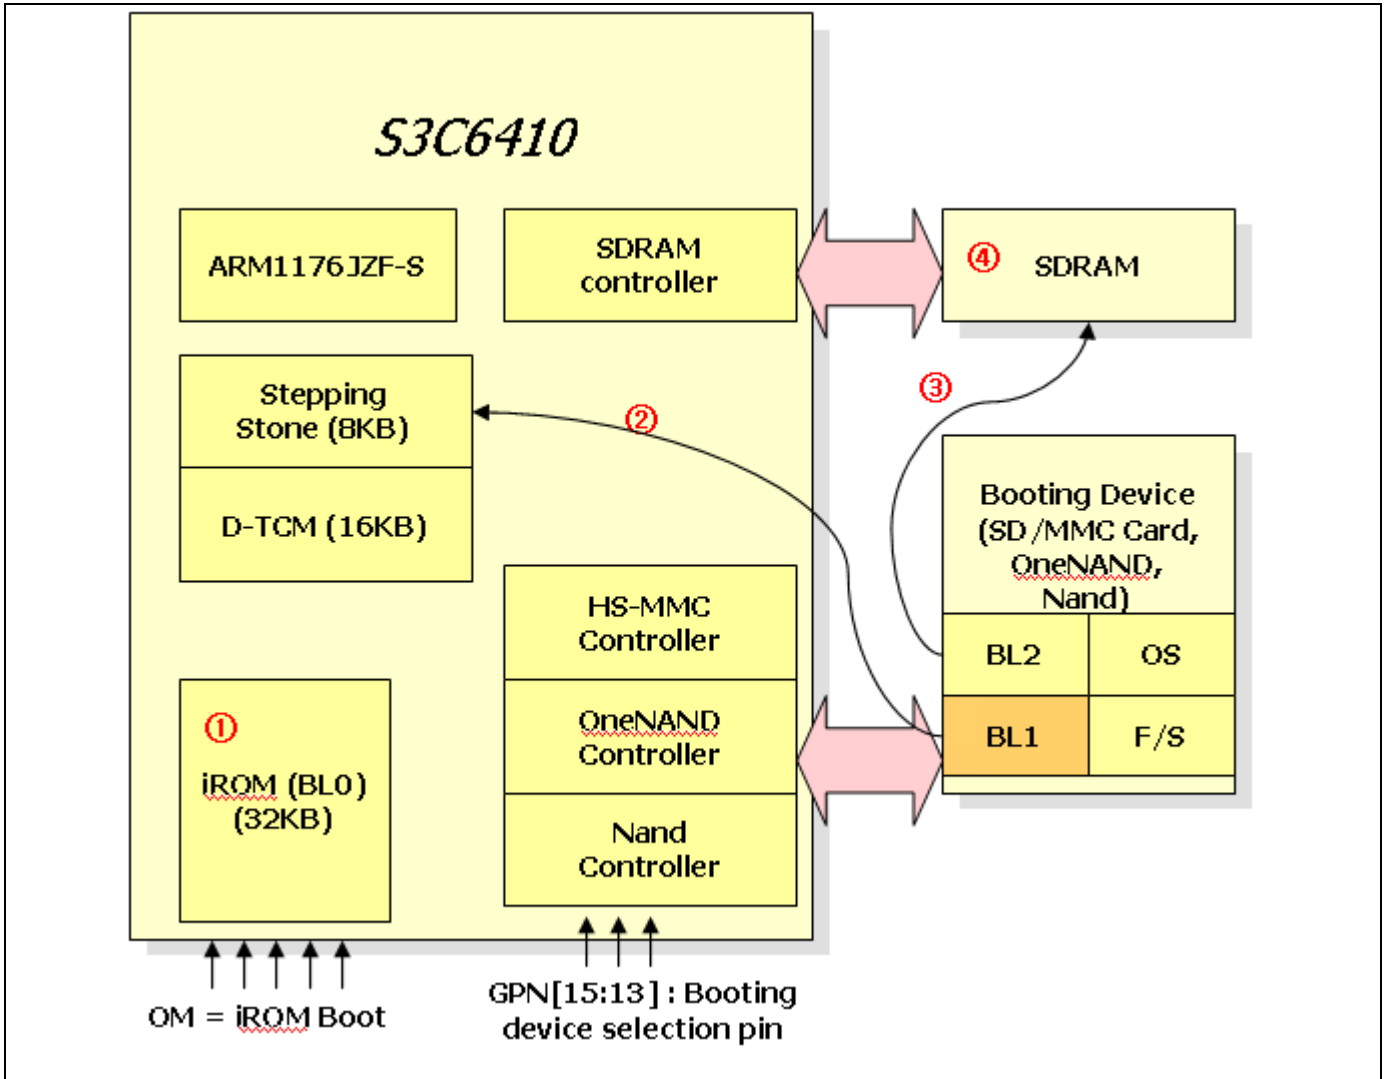 S3C6410
ARM1176JZF-S
SDRAM
controller
④
SDRAM
Stepping
Stone (8KB)
D-TCM (16KB)
②
③
Booting Device
(SD/MMC Card,
OneNAND,
Nand)
BL2
OS
BL1
F/S
HS-MMC
Controller
OneNAND
Controller
Nand
Controller
①
iROM (BL0)
(32KB)
OM = iROM Boot
GPN[15:13] : Booting
device selection pin